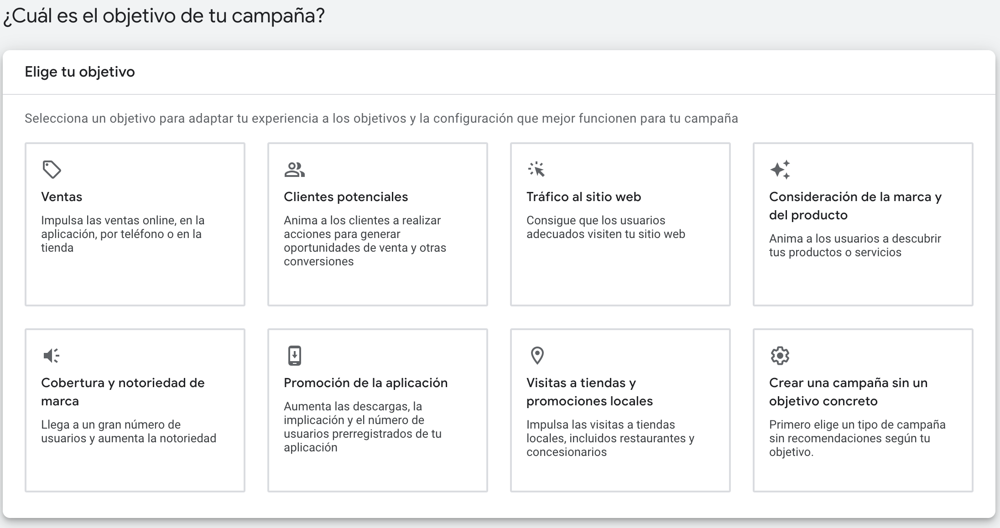 ¿Cuál es el objetivo de tu campaña?
Elige tu objetivo
Selecciona un objetivo para adaptar tu experiencia a los objetivos y la configuración que mejor funcionen para tu campaña
Ventas
Impulsa las ventas online, en la
aplicación, por teléfono o en la
tienda
Clientes potenciales
Anima a los clientes a realizar
acciones para generar
oportunidades de venta y otras
conversiones
Tráfico al sitio web
Consigue que los usuarios
adecuados visiten tu sitio web
Consideración de la marca y
del producto
Anima a los usuarios a descubrir
tus productos o servicios
Cobertura y notoriedad de
marca
Llega a un gran número de
usuarios y aumenta la notoriedad
Promoción de la aplicación
Aumenta las descargas, la
implicación y el número de
usuarios prerregistrados de tu
aplicación
Visitas a tiendas y
promociones locales
Impulsa las visitas a tiendas
locales, incluidos restaurantes y
concesionarios
Crear una campaña sin un
objetivo concreto
Primero elige un tipo de campaña
sin recomendaciones según tu
objetivo.